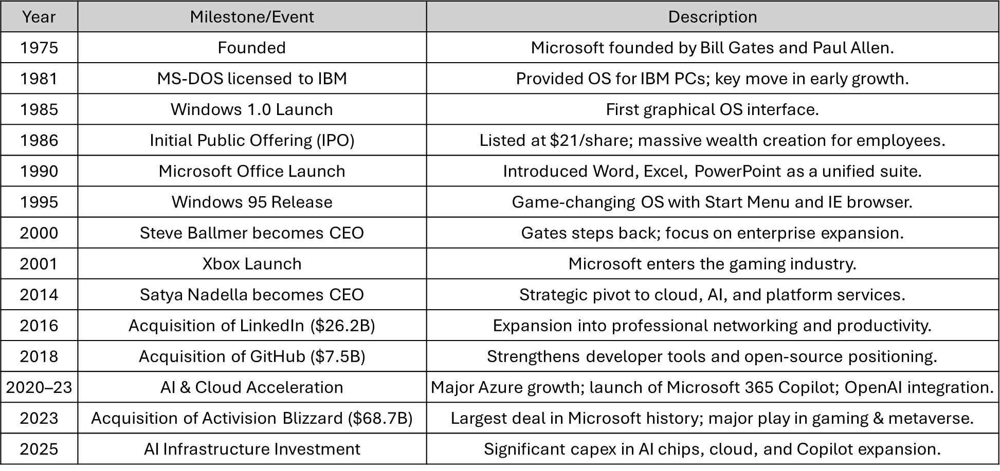 Year Milestone/Event Description
1975 Founded Microsoft founded by Bill Gates and Paul Allen.
1981 MS-DOS licensed to IBM Provided OS for IBM PCs; key move in early growth.
1985 Windows 1.0 Launch First graphical OS interface.
1986 Initial Public Offering (IPO) Listed at $21/share; massive wealth creation for employees.
1990 Microsoft Office Launch Introduced Word, Excel, PowerPoint as a unified suite.
1995 Windows 95 Release Game-changing OS with Start Menu and IE browser.
2000 Steve Ballmer becomes CEO Gates steps back; focus on enterprise expansion.
2001 Xbox Launch Microsoft enters the gaming industry.
2014 Satya Nadella becomes CEO Strategic pivot to cloud, AI, and platform services.
2016 Acquisition of LinkedIn ($26.2B) Expansion into professional networking and productivity.
2018 Acquisition of GitHub ($7.5B) Strengthens developer tools and open-source positioning.
2020–23 AI & Cloud Acceleration Major Azure growth; launch of Microsoft 365 Copilot; OpenAI integration.
2023 Acquisition of Activision Blizzard ($68.7B) Largest deal in Microsoft history; major play in gaming & metaverse.
2025 AI Infrastructure Investment Significant capex in AI chips, cloud, and Copilot expansion.